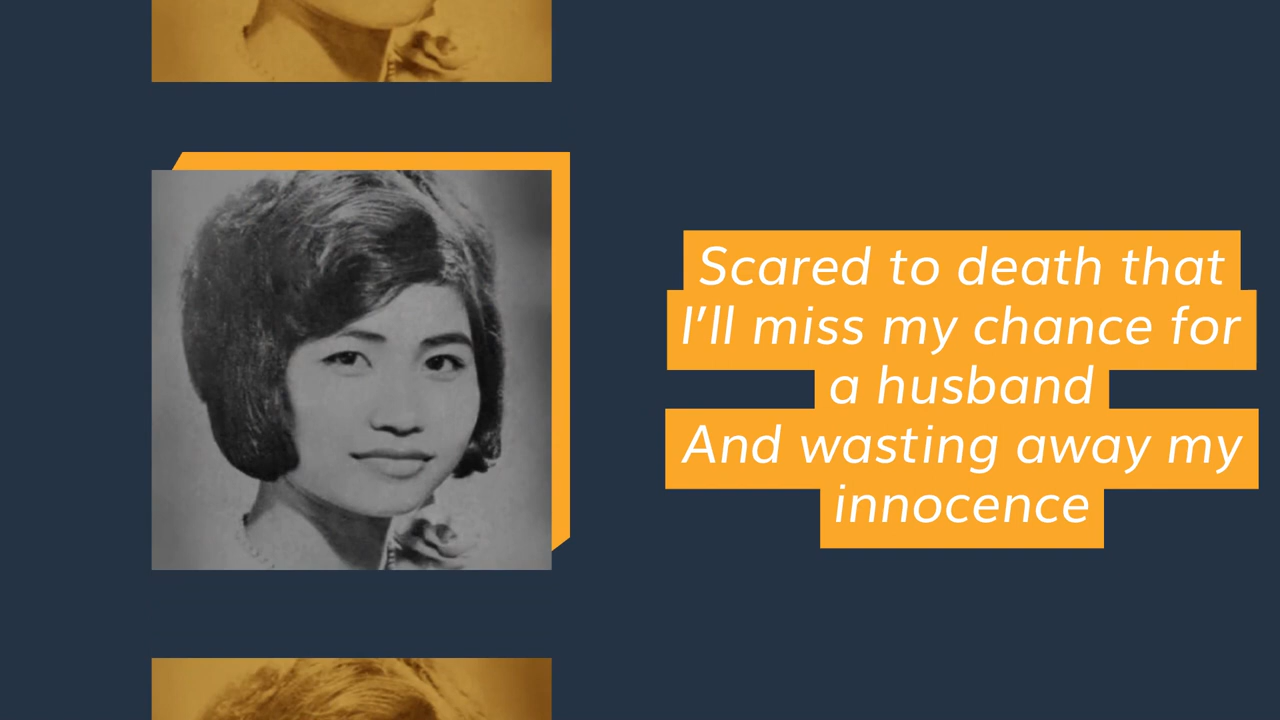 Scared to death that
I’ll miss my chance for
a husband
And wasting away my
innocence